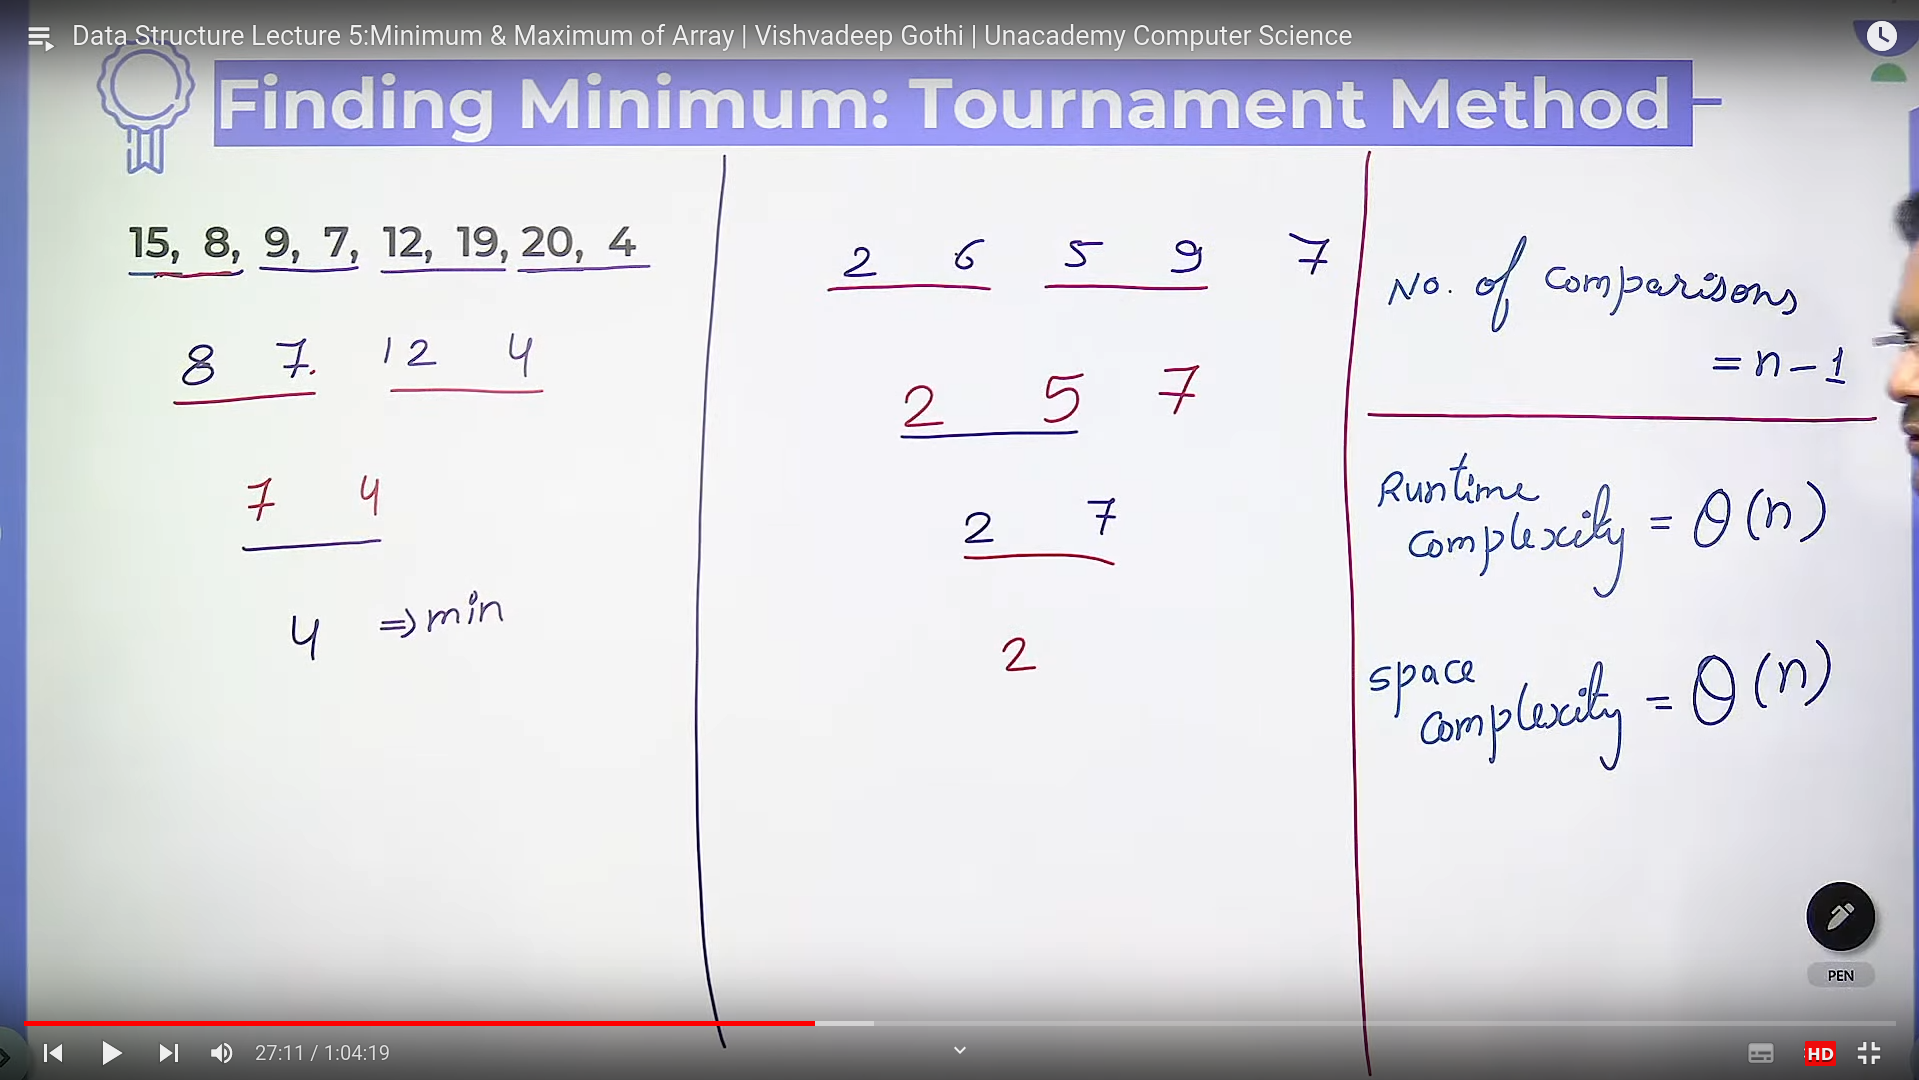 Data Structure Lecture 5:Minimum & Maximum of Array | Vishvadeep Gothi | Unacademy Computer Science
Finding Minimum: Tournament Method
15, 8, 9, 7, 12, 19, 20, 4
8 7. 12 4
7 4
4 ⇒ min
2 6 5 9 7
2 5 7
2 7
2
No. of comparisons
= n - 1
Runtime
complexity = θ(n)
space
complexity = θ(n)
PEN
27:11 / 1:04:19
HD